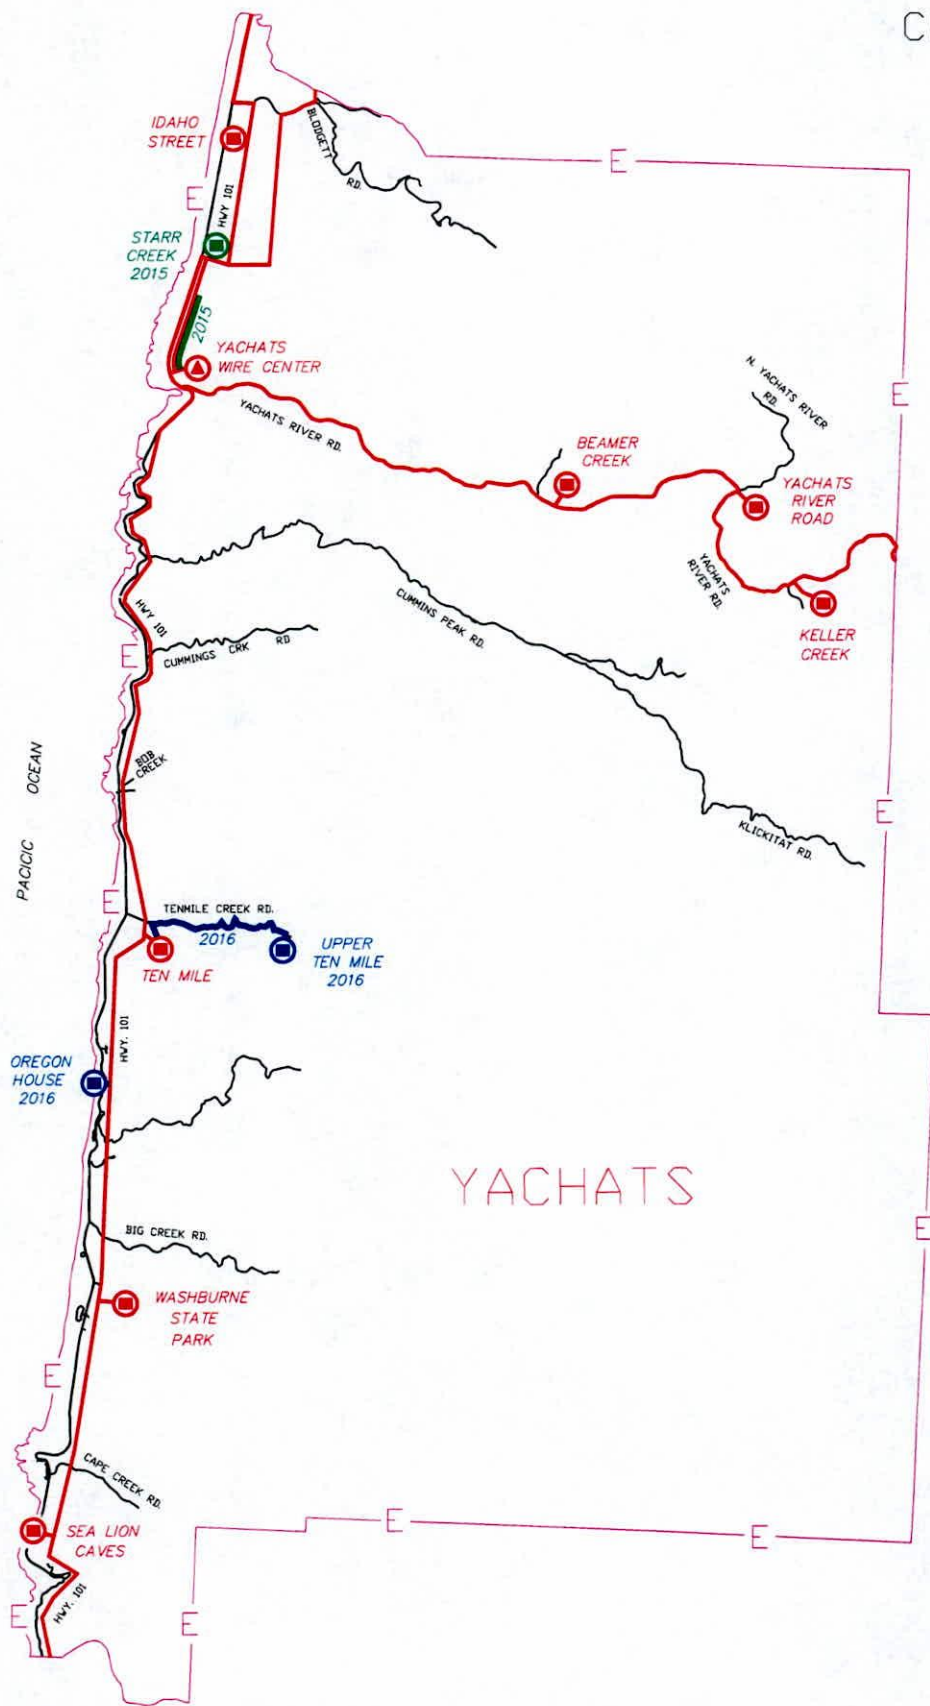 C
IDAHO
STREET
BLODGETT
RD.
E
E
HWY 101
STARR
CREEK
2015
2015
YACHATS
WIRE CENTER
N. YACHATS RIVER
RD.
E
YACHATS RIVER RD.
BEAMER
CREEK
YACHATS
RIVER
ROAD
YACHATS
RIVER RD.
KELLER
CREEK
HWY 101
CUMMINS PEAK RD.
E
CUMMINGS CRK RD
BOB
CREEK
PACICIC OCEAN
E
KLICKITAT RD.
E
TENMILE CREEK RD.
2016
TEN MILE
UPPER
TEN MILE
2016
HWY. 101
OREGON
HOUSE
2016
YACHATS
E
BIG CREEK RD.
WASHBURNE
STATE
PARK
E
CAPE CREEK RD.
SEA LION
CAVES
E
E
HWY. 101
E
E